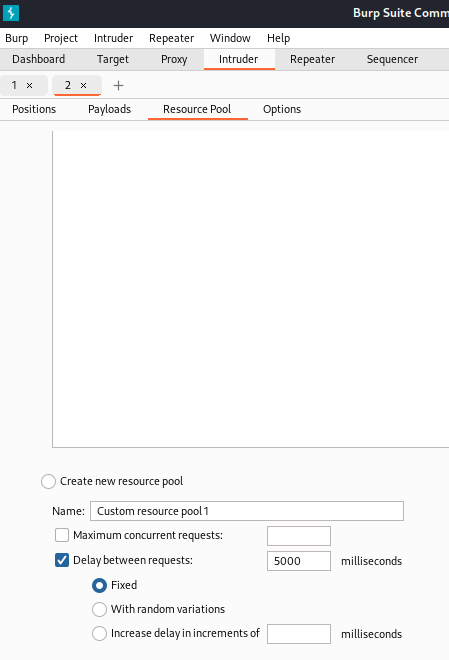 Burp Suite Comm
Burp Project Intruder Repeater Window Help
Dashboard Target Proxy Intruder Repeater Sequencer
1 × 2 × +
Positions Payloads Resource Pool Options
Create new resource pool
Name: Custom resource pool 1
Maximum concurrent requests:
Delay between requests: 5000 milliseconds
Fixed
With random variations
Increase delay in increments of milliseconds